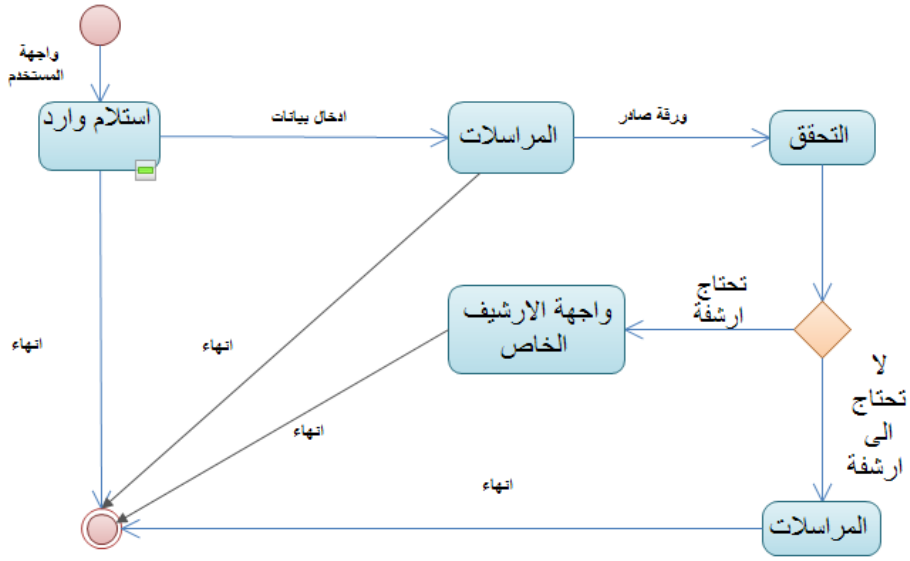 واجهة
المستخدم
استلام وارد
ادخال بيانات
المراسلات
ورقة صادر
التحقق
تحتاج
ارشفة
واجهة الارشيف
الخاص
لا
تحتاج
الى
ارشفة
انهاء
انهاء
انهاء
انهاء
المراسلات